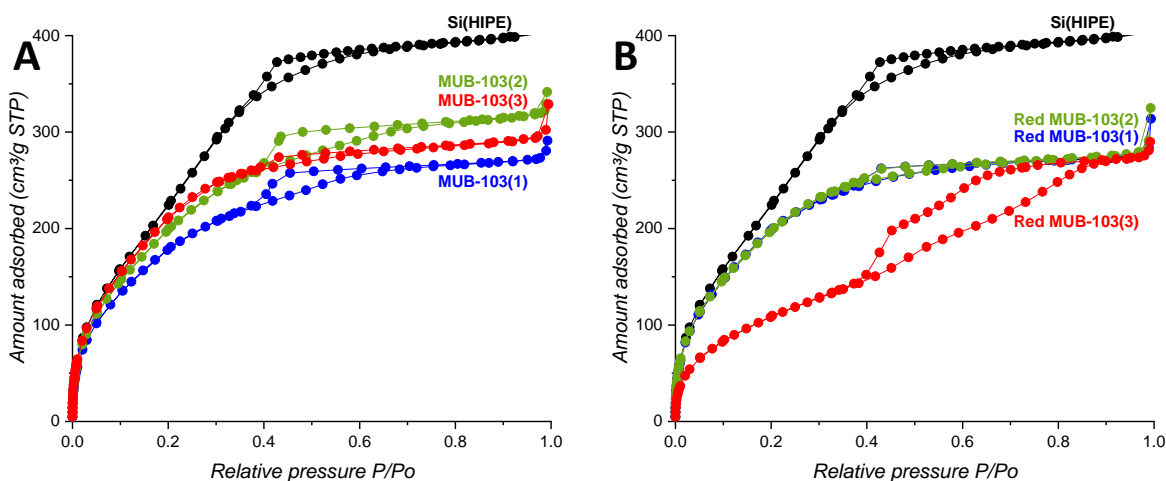 A
Si(HIPE)
MUB-103(2)
MUB-103(3)
MUB-103(1)
400
300
200
100
0
0.0 0.2 0.4 0.6 0.8 1.0
Amount adsorbed (cm³/g STP)
Relative pressure P/Po
B
Si(HIPE)
Red MUB-103(2)
Red MUB-103(1)
Red MUB-103(3)
400
300
200
100
0
0.0 0.2 0.4 0.6 0.8 1.0
Amount adsorbed (cm³/g STP)
Relative pressure P/Po